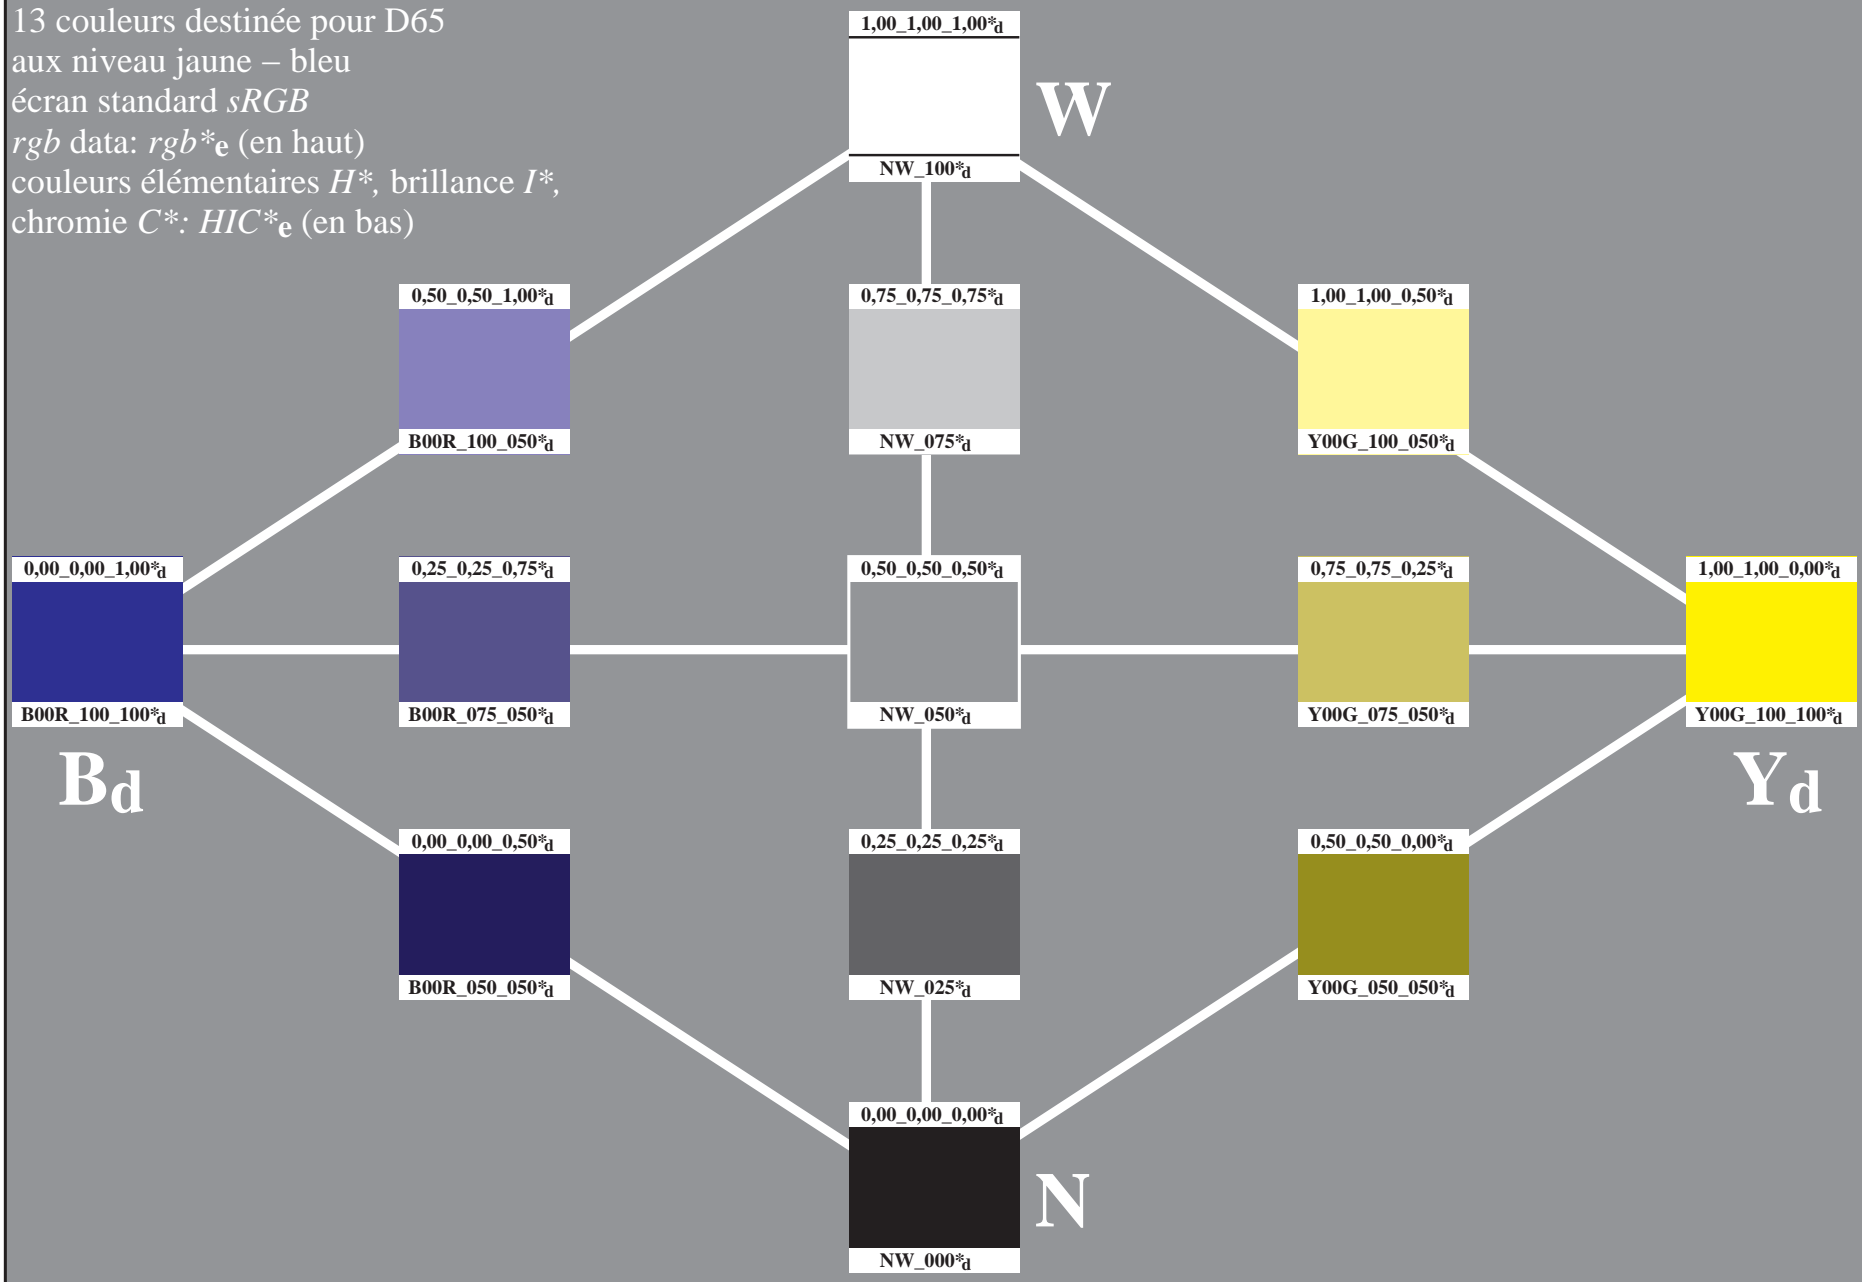 13 couleurs destinée pour D65
aux niveau jaune – bleu
écran standard sRGB
rgb data: rgb*e (en haut)
couleurs élémentaires H*, brillance I*,
chromie C*: HIC*e (en bas)
1,00_1,00_1,00*d
W
NW_100*d
0,50_0,50_1,00*d
B00R_100_050*d
0,75_0,75_0,75*d
NW_075*d
1,00_1,00_0,50*d
Y00G_100_050*d
0,00_0,00_1,00*d
B00R_100_100*d
Bd
0,25_0,25_0,75*d
B00R_075_050*d
0,50_0,50_0,50*d
NW_050*d
0,75_0,75_0,25*d
Y00G_075_050*d
1,00_1,00_0,00*d
Y00G_100_100*d
Yd
0,00_0,00_0,50*d
B00R_050_050*d
0,25_0,25_0,25*d
NW_025*d
0,50_0,50_0,00*d
Y00G_050_050*d
0,00_0,00_0,00*d
N
NW_000*d